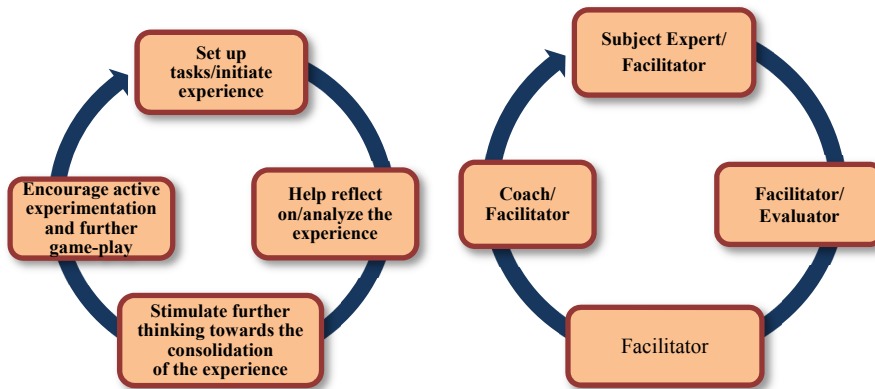 Set up
tasks/initiate
experience
Help reflect
on/analyze the
experience
Stimulate further
thinking towards the
consolidation
of the experience
Encourage active
experimentation
and further
game-play
Subject Expert/
Facilitator
Facilitator/
Evaluator
Facilitator
Coach/
Facilitator